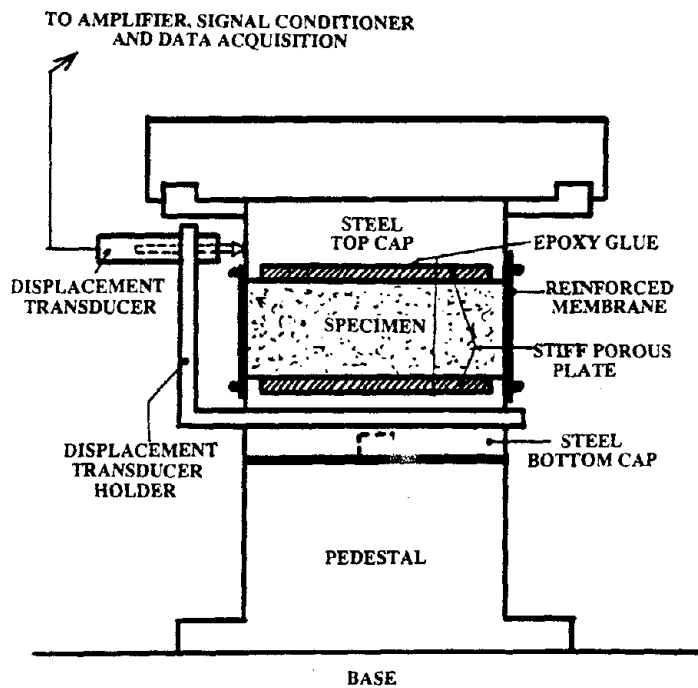 TO AMPLIFIER, SIGNAL CONDITIONER
AND DATA ACQUISITION
STEEL
TOP CAP
EPOXY GLUE
DISPLACEMENT
TRANSDUCER
REINFORCED
MEMBRANE
SPECIMEN
STIFF POROUS
PLATE
DISPLACEMENT
TRANSDUCER
HOLDER
STEEL
BOTTOM CAP
PEDESTAL
BASE